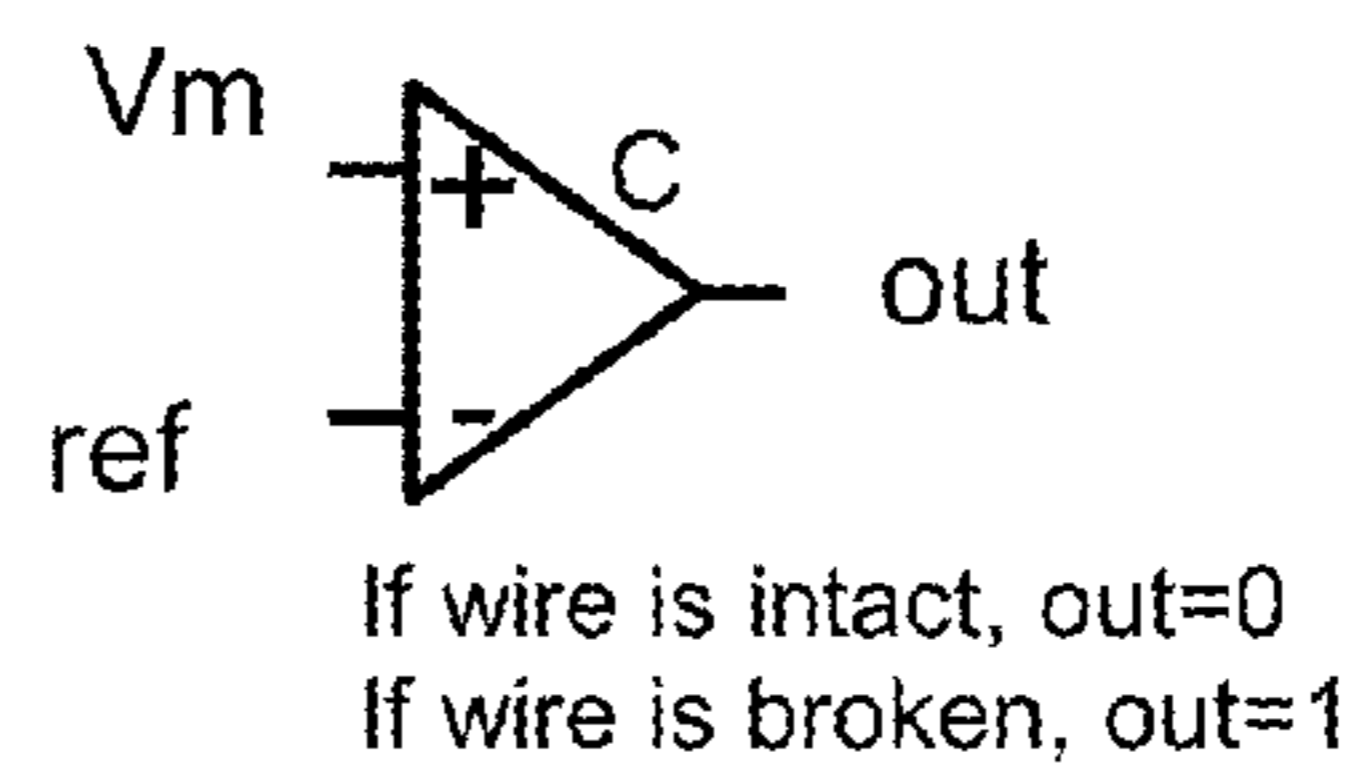 Vm
+
C
out
ref
-
If wire is intact, out=0
If wire is broken, out=1